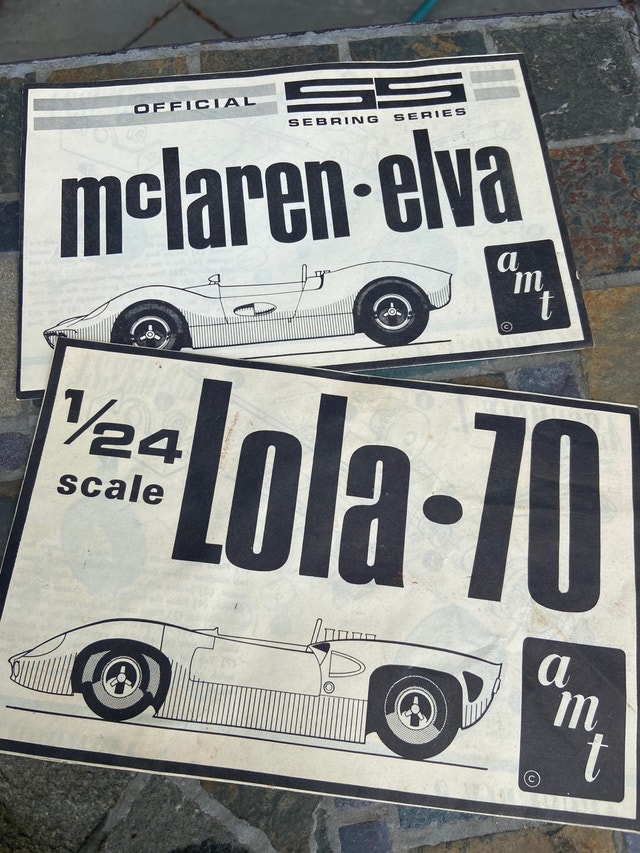 OFFICIAL SS
SEBRING SERIES
mclaren·elva
amt
©
1/24
scale
Lola·70
amt
©